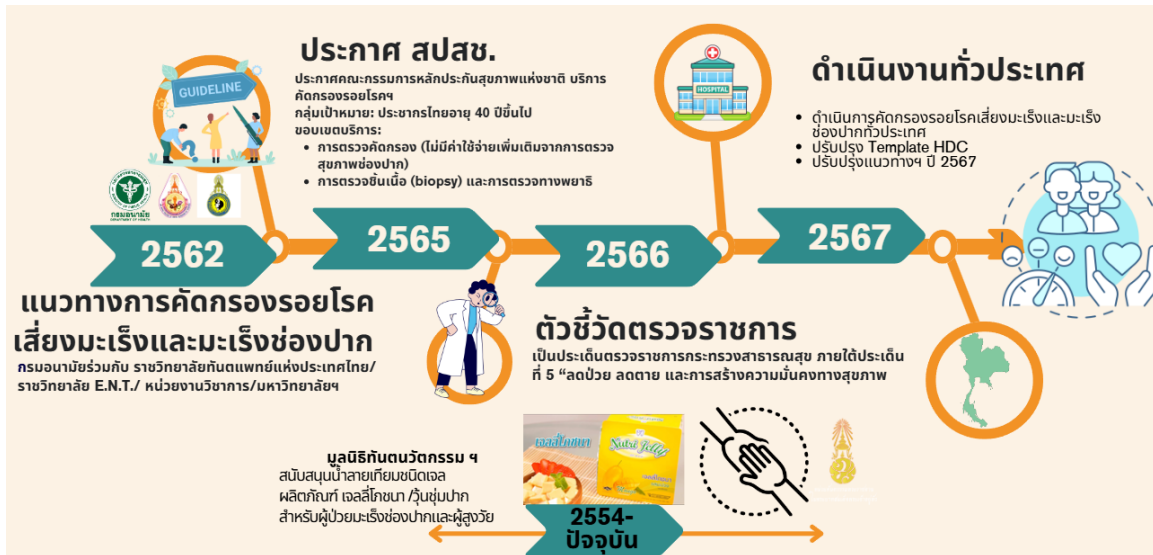 GUIDELINE
กรมอนามัย
DEPARTMENT OF HEALTH
2562
แนวทางการคัดกรองรอยโรค
เสี่ยงมะเร็งและมะเร็งช่องปาก
กรมอนามัยร่วมกับ ราชวิทยาลัยทันตแพทย์แห่งประเทศไทย/
ราชวิทยาลัย E.N.T./ หน่วยงานวิชาการ/มหาวิทยาลัยฯ
ประกาศ สปสช.
ประกาศคณะกรรมการหลักประกันสุขภาพแห่งชาติ บริการ
คัดกรองรอยโรคฯ
กลุ่มเป้าหมาย: ประชากรไทยอายุ 40 ปีขึ้นไป
ขอบเขตบริการ:
• การตรวจคัดกรอง (ไม่มีค่าใช้จ่ายเพิ่มเติมจากการตรวจ
สุขภาพช่องปาก)
• การตรวจชิ้นเนื้อ (biopsy) และการตรวจทางพยาธิ
2565
HOSPITAL
2566
ตัวชี้วัดตรวจราชการ
เป็นประเด็นตรวจราชการกระทรวงสาธารณสุข ภายใต้ประเด็น
ที่ 5 “ลดป่วย ลดตาย และการสร้างความมั่นคงทางสุขภาพ
ดำเนินงานทั่วประเทศ
• ดำเนินการคัดกรองรอยโรคเสี่ยงมะเร็งและมะเร็ง
ช่องปากทั่วประเทศ
• ปรับปรุง Template HDC
• ปรับปรุงแนวทางฯ ปี 2567
2567
มูลนิธิทันตนวัตกรรม ฯ
สนับสนุนน้ำลายเทียมชนิดเจล
ผลิตภัณฑ์ เจลลี่โภชนา /วุ้นชุ่มปาก
สำหรับผู้ป่วยมะเร็งช่องปากและผู้สูงวัย
เจลลี่โภชนา
Nutri Jelly
2554-
ปัจจุบัน